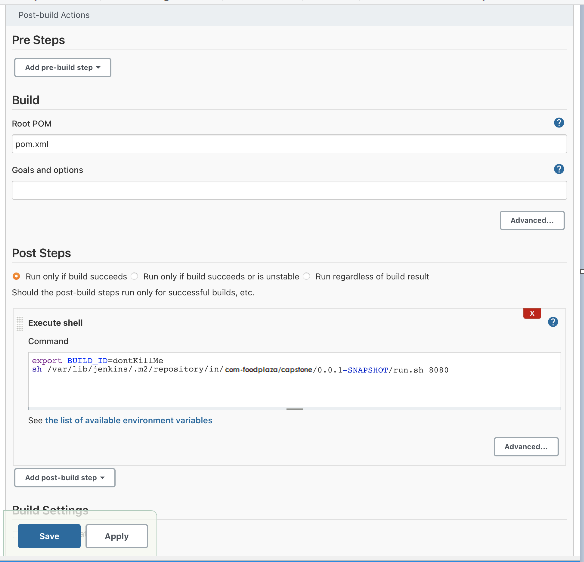 Post-build Actions
Pre Steps
Add pre-build step
Build
Root POM
?
pom.xml
Goals and options
?
Advanced...
Post Steps
Run only if build succeeds Run only if build succeeds or is unstable Run regardless of build result
Should the post-build steps run only for successful builds, etc.
X
?
Execute shell
Command
export BUILD_ID=dontKillMe
sh /var/lib/jenkins/.m2/repository/in/com-foodplaza/capstone/0.0.1-SNAPSHOT/run.sh 8080
See the list of available environment variables
Advanced...
Add post-build step
Build Settings
Save Apply